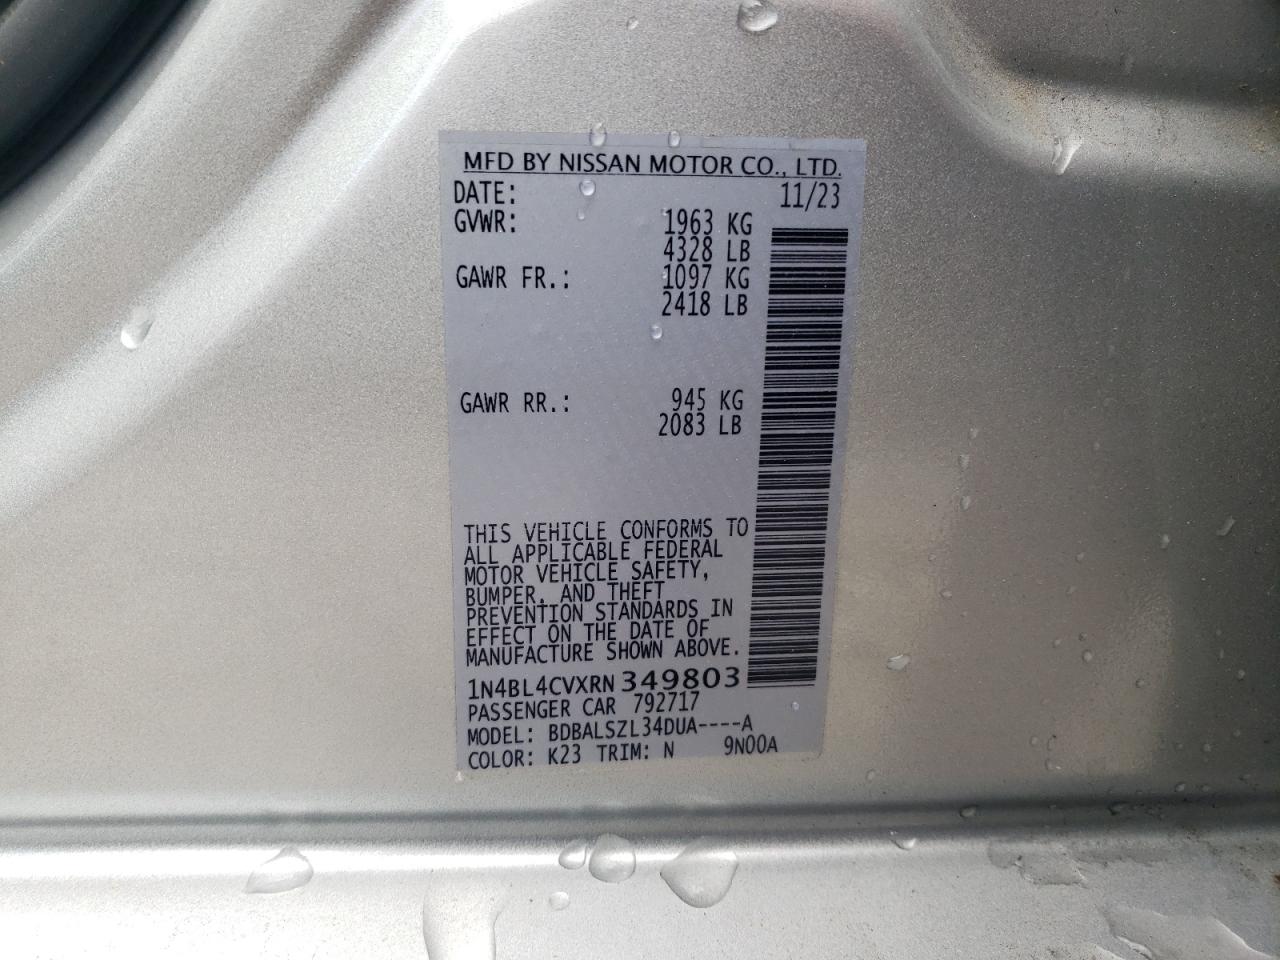 MFD BY NISSAN MOTOR CO., LTD.
DATE: 11/23
GVWR: 1963 KG
4328 LB
GAWR FR.: 1097 KG
2418 LB
GAWR RR.: 945 KG
2083 LB
THIS VEHICLE CONFORMS TO
ALL APPLICABLE FEDERAL
MOTOR VEHICLE SAFETY,
BUMPER, AND THEFT
PREVENTION STANDARDS IN
EFFECT ON THE DATE OF
MANUFACTURE SHOWN ABOVE.
1N4BL4CVXRN349803
PASSENGER CAR 792717
MODEL: BDBALSZL34DUA----A
COLOR: K23 TRIM: N 9N00A